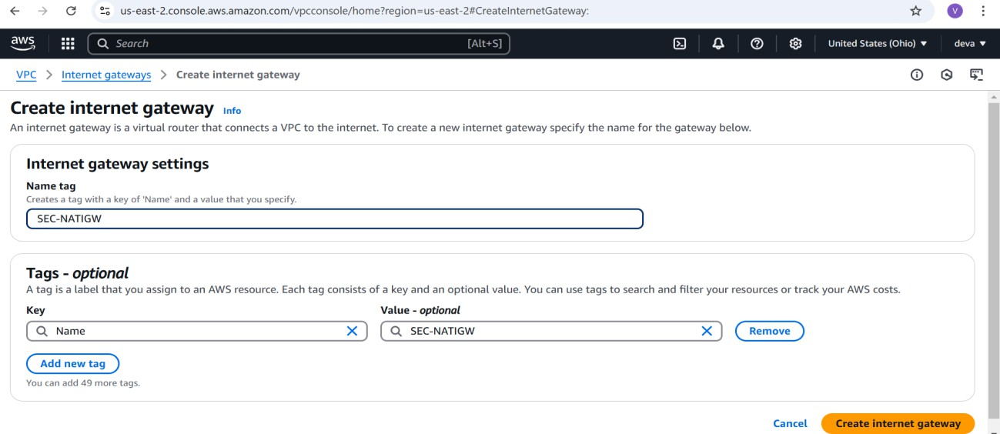 us-east-2.console.aws.amazon.com/vpcconsole/home?region=us-east-2#CreateInternetGateway:
V
aws
Search [Alt+S]
United States (Ohio)
deva
VPC > Internet gateways > Create internet gateway
Create internet gateway Info
An internet gateway is a virtual router that connects a VPC to the internet. To create a new internet gateway specify the name for the gateway below.
Internet gateway settings
Name tag
Creates a tag with a key of 'Name' and a value that you specify.
SEC-NATIGW
Tags - optional
A tag is a label that you assign to an AWS resource. Each tag consists of a key and an optional value. You can use tags to search and filter your resources or track your AWS costs.
Key Value - optional
Name SEC-NATIGW Remove
Add new tag
You can add 49 more tags.
Cancel Create internet gateway